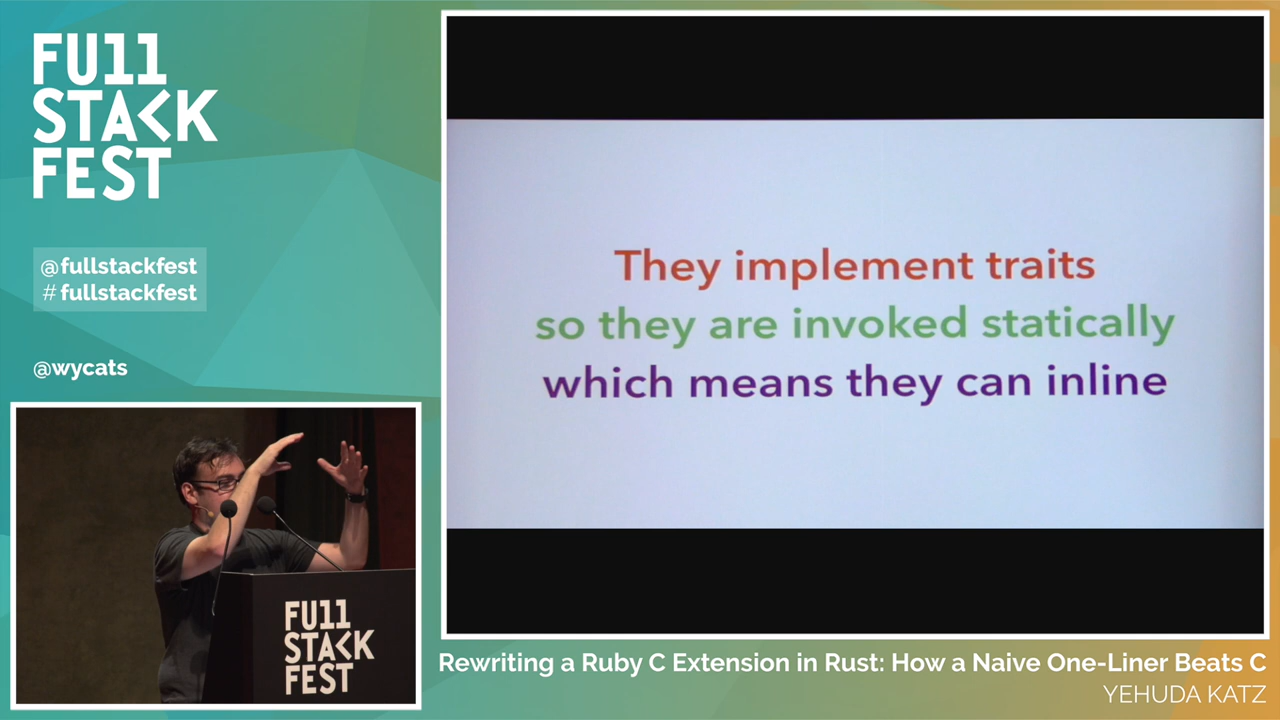 FU11
STACK
FEST
@fullstackfest
# fullstackfest
@wycats
They implement traits
so they are invoked statically
which means they can inline
FU11
STACK
FEST
Rewriting a Ruby C Extension in Rust: How a Naive One-Liner Beats C
YEHUDA KATZ